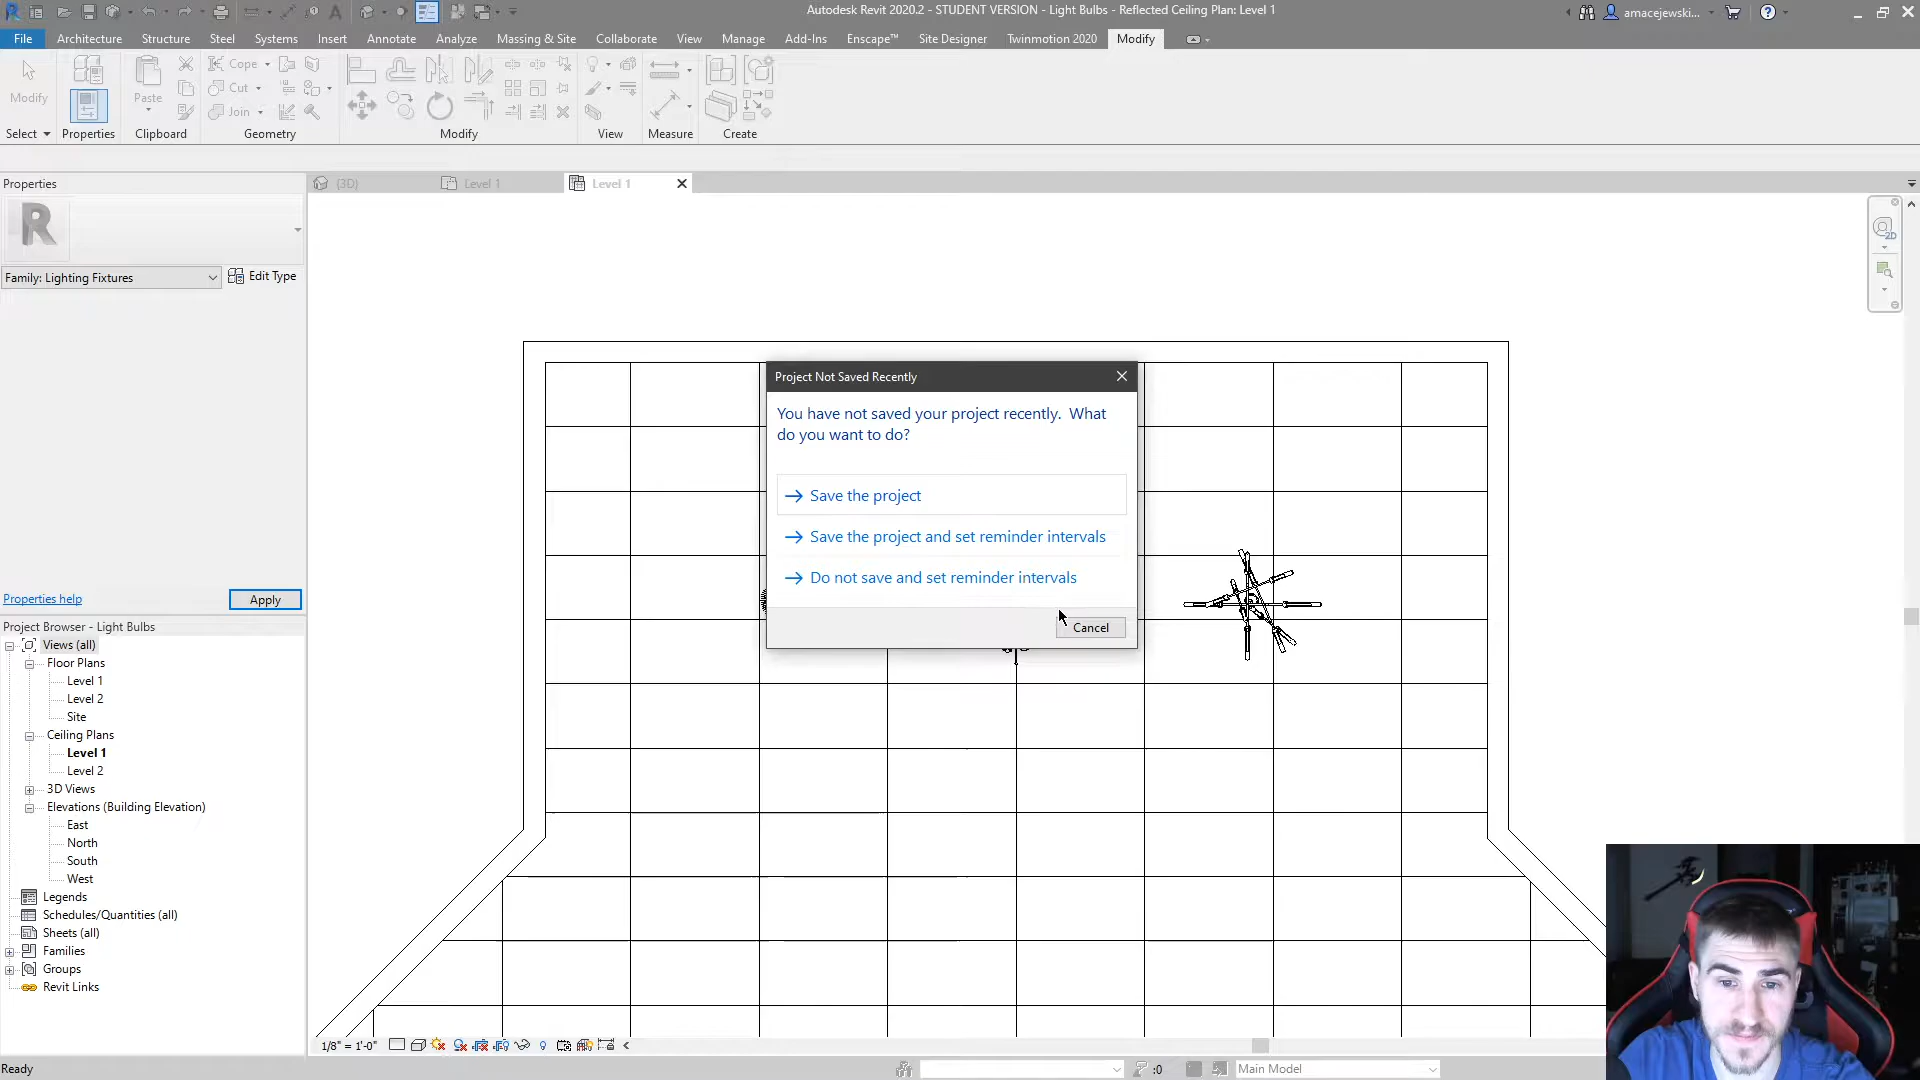 Autodesk Revit 2020.2 - STUDENT VERSION - Light Bulbs - Reflected Ceiling Plan: Level 1
amacejewski...
File Architecture Structure Steel Systems Insert Annotate Analyze Massing & Site Collaborate View Manage Add-Ins Enscape™ Site Designer Twinmotion 2020 Modify
Modify
Paste
Cope
Cut
Join
Select Properties Clipboard Geometry Modify View Measure Create
Properties
(3D) Level 1 Level 1
2D
R
Family: Lighting Fixtures Edit Type
Project Not Saved Recently
You have not saved your project recently. What
do you want to do?
Save the project
Save the project and set reminder intervals
Do not save and set reminder intervals
Cancel
Properties help Apply
Project Browser - Light Bulbs
Views (all)
Floor Plans
Level 1
Level 2
Site
Ceiling Plans
Level 1
Level 2
3D Views
Elevations (Building Elevation)
East
North
South
West
Legends
Schedules/Quantities (all)
Sheets (all)
Families
Groups
Revit Links
1/8" = 1'-0"
Ready :0 Main Model